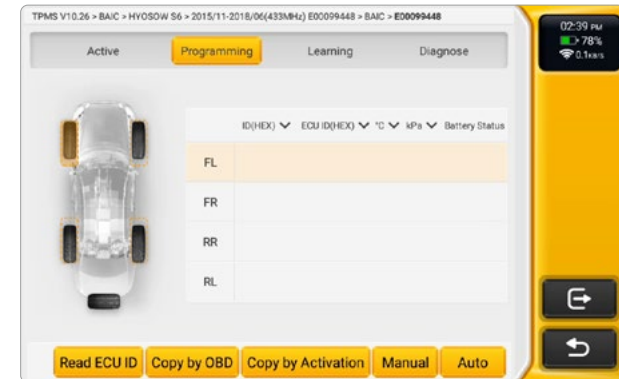 TPMS V10.26 > BAIC > HYOSOW S6 > 2015/11-2018/06(433MHz) E00099448 > BAIC > E00099448
02:39 PM
78%
0.1KB/S
Active Programming Learning Diagnose
ID(HEX) ECU ID(HEX) °C kPa Battery Status
FL
FR
RR
RL
Read ECU ID Copy by OBD Copy by Activation Manual Auto